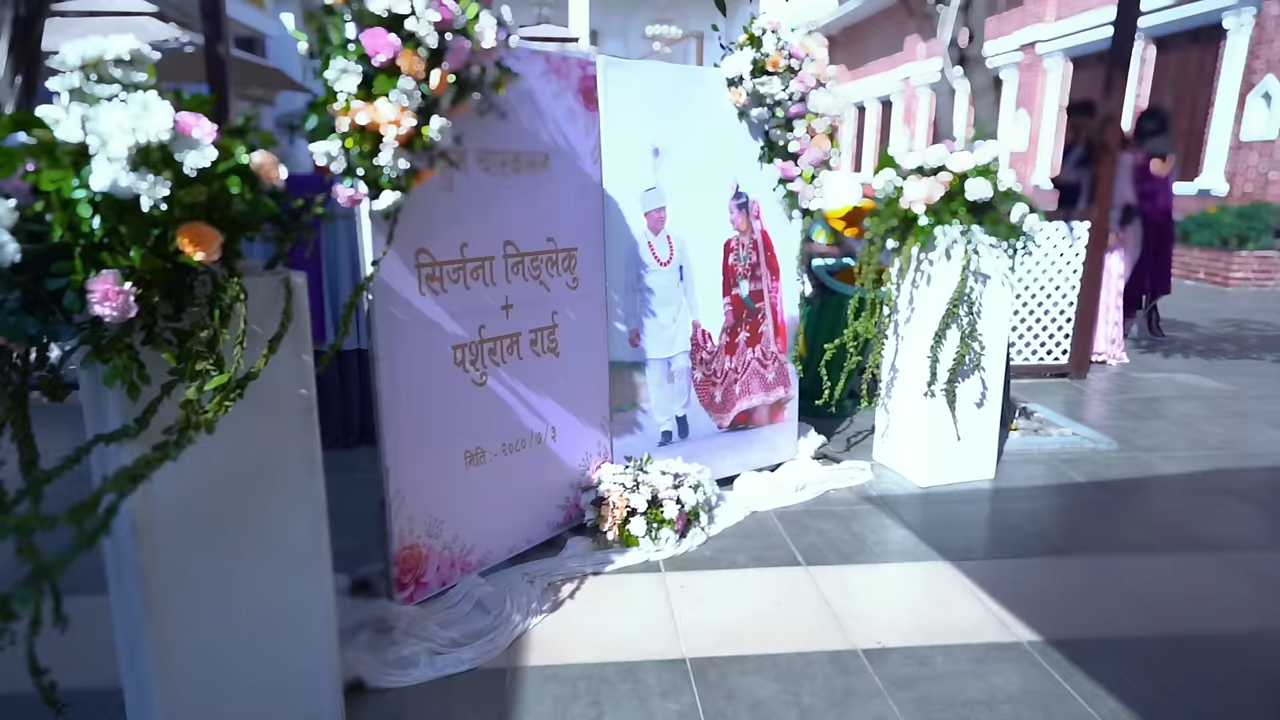 सिर्जना निङ्लेकु
+
पर्शुराम राई
मिति :- २०८० / ७ / ३